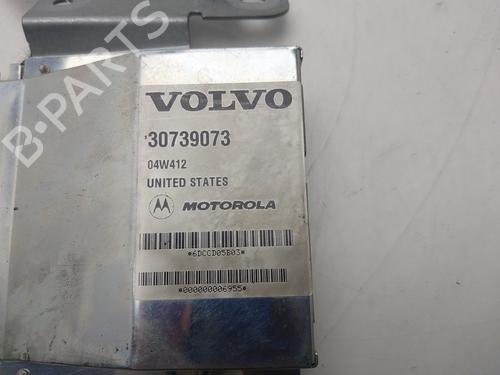 VOLVO
30739073
04W412
UNITED STATES
MOTOROLA
*6DCCD05B03*
*000000006955*
B-PARTS